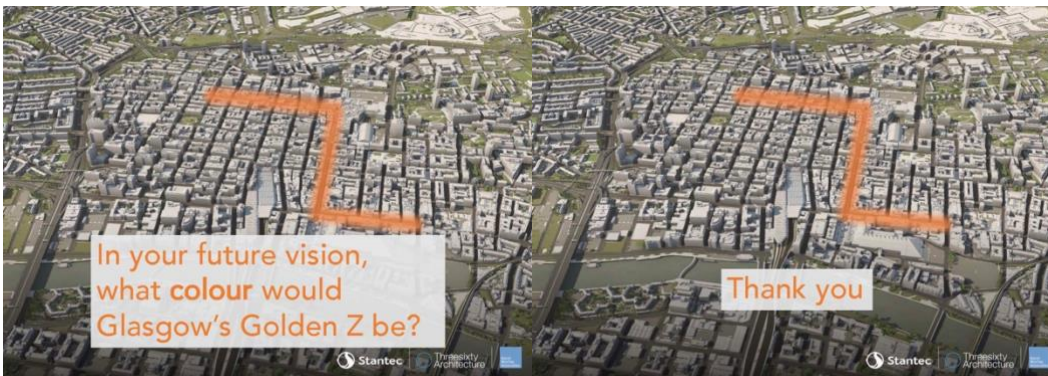 In your future vision,
what colour would
Glasgow's Golden Z be?
Stantec
Threesixty
Architecture
Thank you
Stantec
Threesixty
Architecture